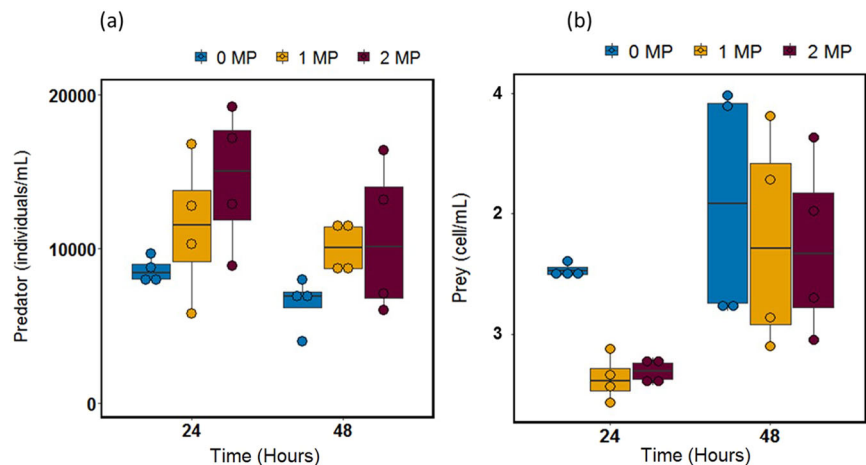 (a)
0 MP 1 MP 2 MP
20000
10000
0
Predator (individuals/mL)
24 48
Time (Hours)
(b)
0 MP 1 MP 2 MP
4
2
3
Prey (cell/mL)
24 48
Time (Hours)